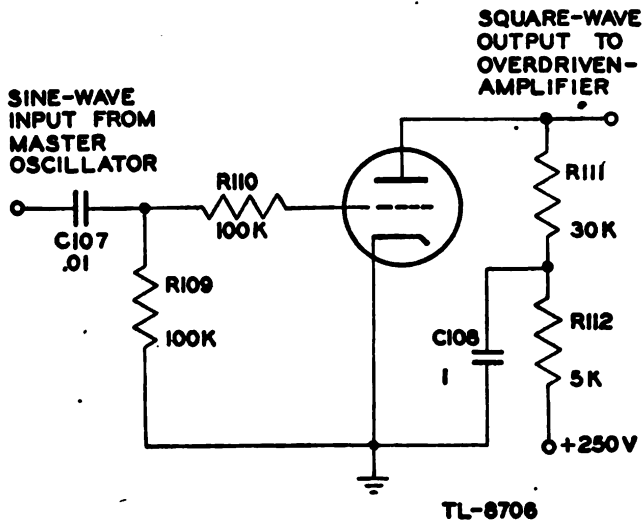 SQUARE-WAVE
OUTPUT TO
OVERDRIVEN-
AMPLIFIER
SINE-WAVE
INPUT FROM
MASTER
OSCILLATOR
R110
100K
R111
30K
C107
.01
R109
100K
C108
1
R112
5K
+250V
TL-8706